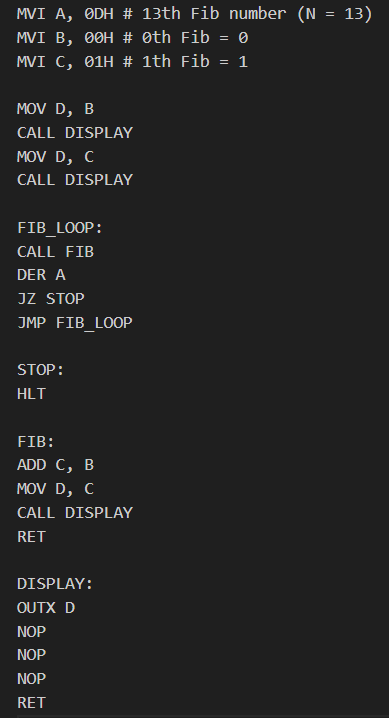 MVI A, 0DH # 13th Fib number (N = 13)
MVI B, 00H # 0th Fib = 0
MVI C, 01H # 1th Fib = 1
MOV D, B
CALL DISPLAY
MOV D, C
CALL DISPLAY
FIB_LOOP:
CALL FIB
DER A
JZ STOP
JMP FIB_LOOP
STOP:
HLT
FIB:
ADD C, B
MOV D, C
CALL DISPLAY
RET
DISPLAY:
OUTX D
NOP
NOP
NOP
RET